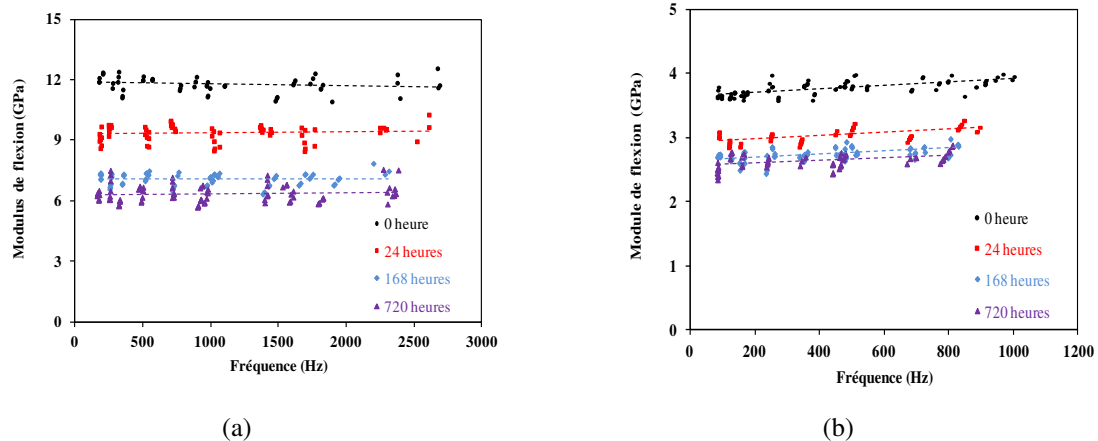 15
12
9
6
3
0
Modulus de flexion (GPa)
0 heure
24 heures
168 heures
720 heures
0 500 1000 1500 2000 2500 3000
Fréquence (Hz)
(a)
5
4
3
2
1
0
Module de flexion (GPa)
0 heure
24 heures
168 heures
720 heures
0 200 400 600 800 1000 1200
Fréquence (Hz)
(b)